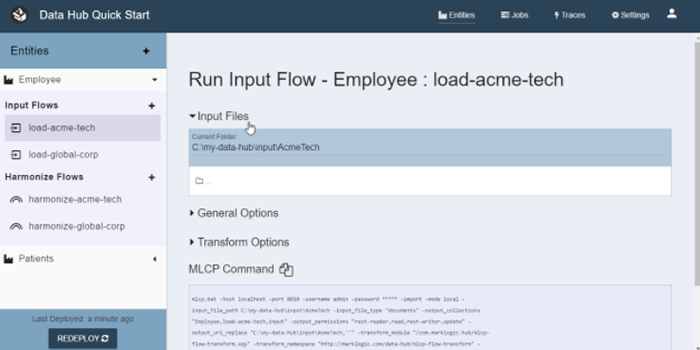 Data Hub Quick Start
Entities
Jobs
Traces
Settings
Entities +
Employee
Input Flows +
load-acme-tech
load-global-corp
Harmonize Flows +
harmonize-acme-tech
harmonize-global-corp
Patients
Last Deployed: a minute ago
REDEPLOY
Run Input Flow - Employee : load-acme-tech
Input Files
Current Folder
C:\my-data-hub\input\AcmeTech
..
General Options
Transform Options
MLCP Command
mlcp.bat -host localhost -port 8010 -username admin -password ***** -import -mode local -
input_file_path C:\my-data-hub\input\AcmeTech -input_file_type "documents" -output_collections
"Employee,load-acme-tech,input" -output_permissions "rest-reader,read,rest-writer,update" -
output_uri_replace "C:\my-data-hub\input\AcmeTech,''" -transform_module "/com.marklogic.hub/mlcp-
flow-transform.xqy" -transform_namespace "http://marklogic.com/data-hub/mlcp-flow-transform" -